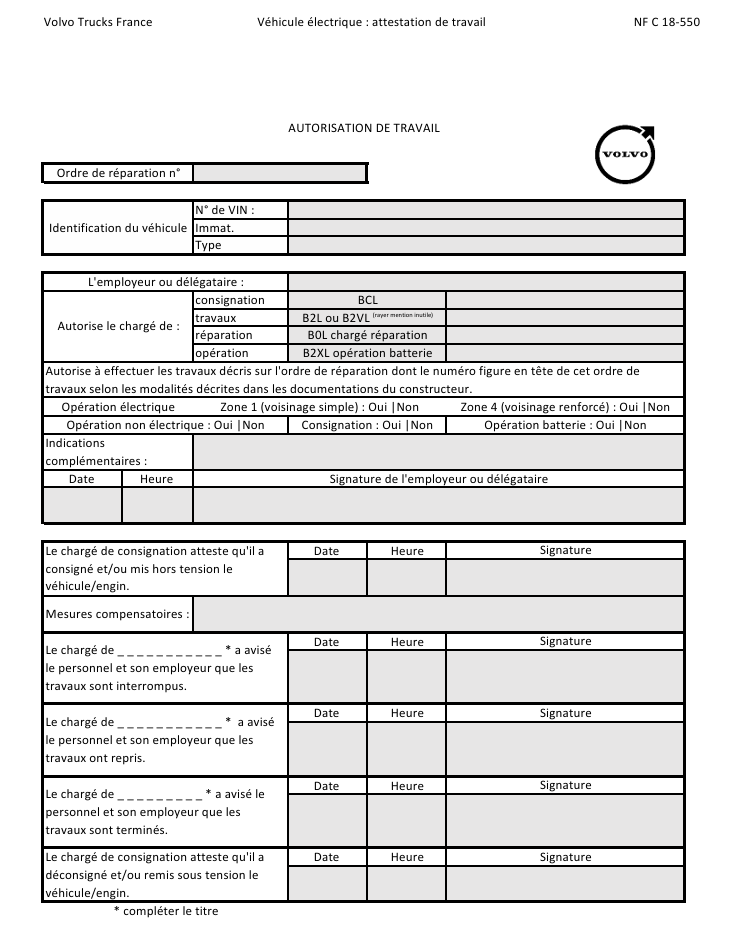 Volvo Trucks France Véhicule électrique : attestation de travail NF C 18-550
AUTORISATION DE TRAVAIL
VOLVO
Ordre de réparation n°
N° de VIN :
Identification du véhicule Immat.
Type
L'employeur ou délégataire :
consignation BCL
Autorise le chargé de :
travaux B2L ou B2VL (rayer mention inutile)
réparation B0L chargé réparation
opération B2XL opération batterie
Autorise à effectuer les travaux décris sur l'ordre de réparation dont le numéro figure en tête de cet ordre de
travaux selon les modalités décrites dans les documentations du constructeur.
Opération électrique Zone 1 (voisinage simple) : Oui |Non Zone 4 (voisinage renforcé) : Oui |Non
Opération non électrique : Oui |Non Consignation : Oui |Non Opération batterie : Oui |Non
Indications
complémentaires :
Date Heure Signature de l'employeur ou délégataire
Le chargé de consignation atteste qu'il a
consigné et/ou mis hors tension le
véhicule/engin.
Date Heure Signature
Mesures compensatoires :
Date Heure Signature
Le chargé de _ _ _ _ _ _ _ _ _ _ _ * a avisé
le personnel et son employeur que les
travaux sont interrompus.
Date Heure Signature
Le chargé de _ _ _ _ _ _ _ _ _ _ _ * a avisé
le personnel et son employeur que les
travaux ont repris.
Date Heure Signature
Le chargé de _ _ _ _ _ _ _ _ _ * a avisé le
personnel et son employeur que les
travaux sont terminés.
Date Heure Signature
Le chargé de consignation atteste qu'il a
déconsigné et/ou remis sous tension le
véhicule/engin.
* compléter le titre